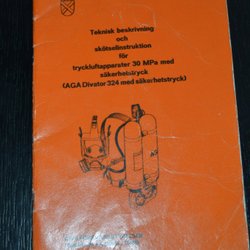 Teknisk beskrivning
och
skötselinstruktion
för
tryckluftapparater 30 MPa med
säkerhetstryck
(AGA Divator 324 med säkerhetstryck)